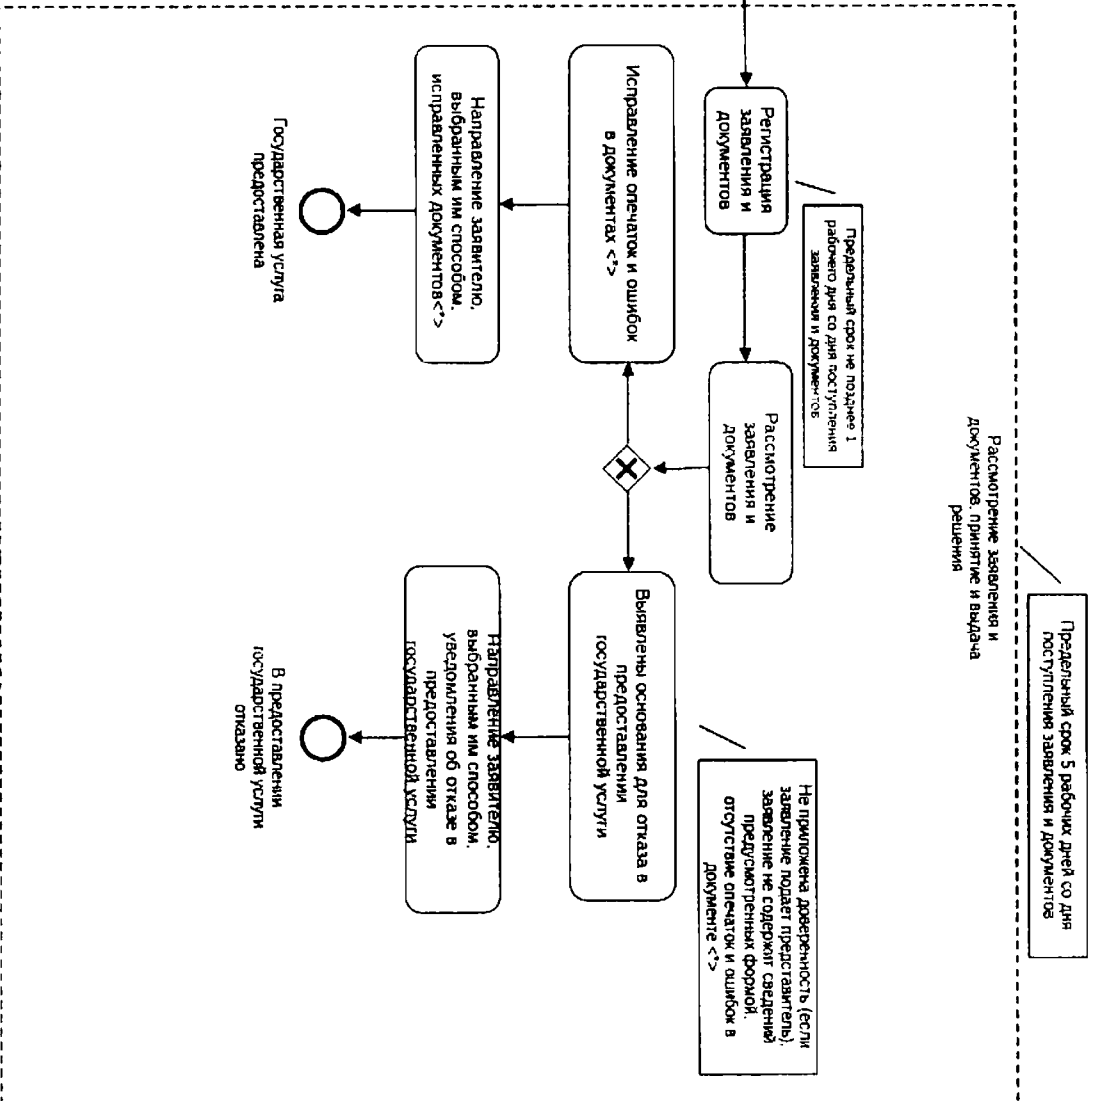 Предельный срок 5 рабочих дней со дня
поступления заявления и документов
Рассмотрение заявления и
документов, принятие и выдача
решения
Предельный срок не позднее 1
рабочего дня со дня поступления
заявления и документов
Регистрация
заявления и
документов
Рассмотрение
заявления и
документов
Не приложена доверенность (если
заявление подает представитель),
заявление не содержит сведений
предусмотренных формой,
отсутствие опечаток и ошибок в
документе <*>
Исправление опечаток и ошибок
в документах <*>
Выявлены основания для отказа в
предоставлении
государственной услуги
Направление заявителю,
выбранным им способом,
исправленных документов<*>
Направление заявителю,
выбранным им способом,
уведомления об отказе в
предоставлении
государственной услуги
Государственная услуга
предоставлена
В предоставлении
государственной услуги
отказано